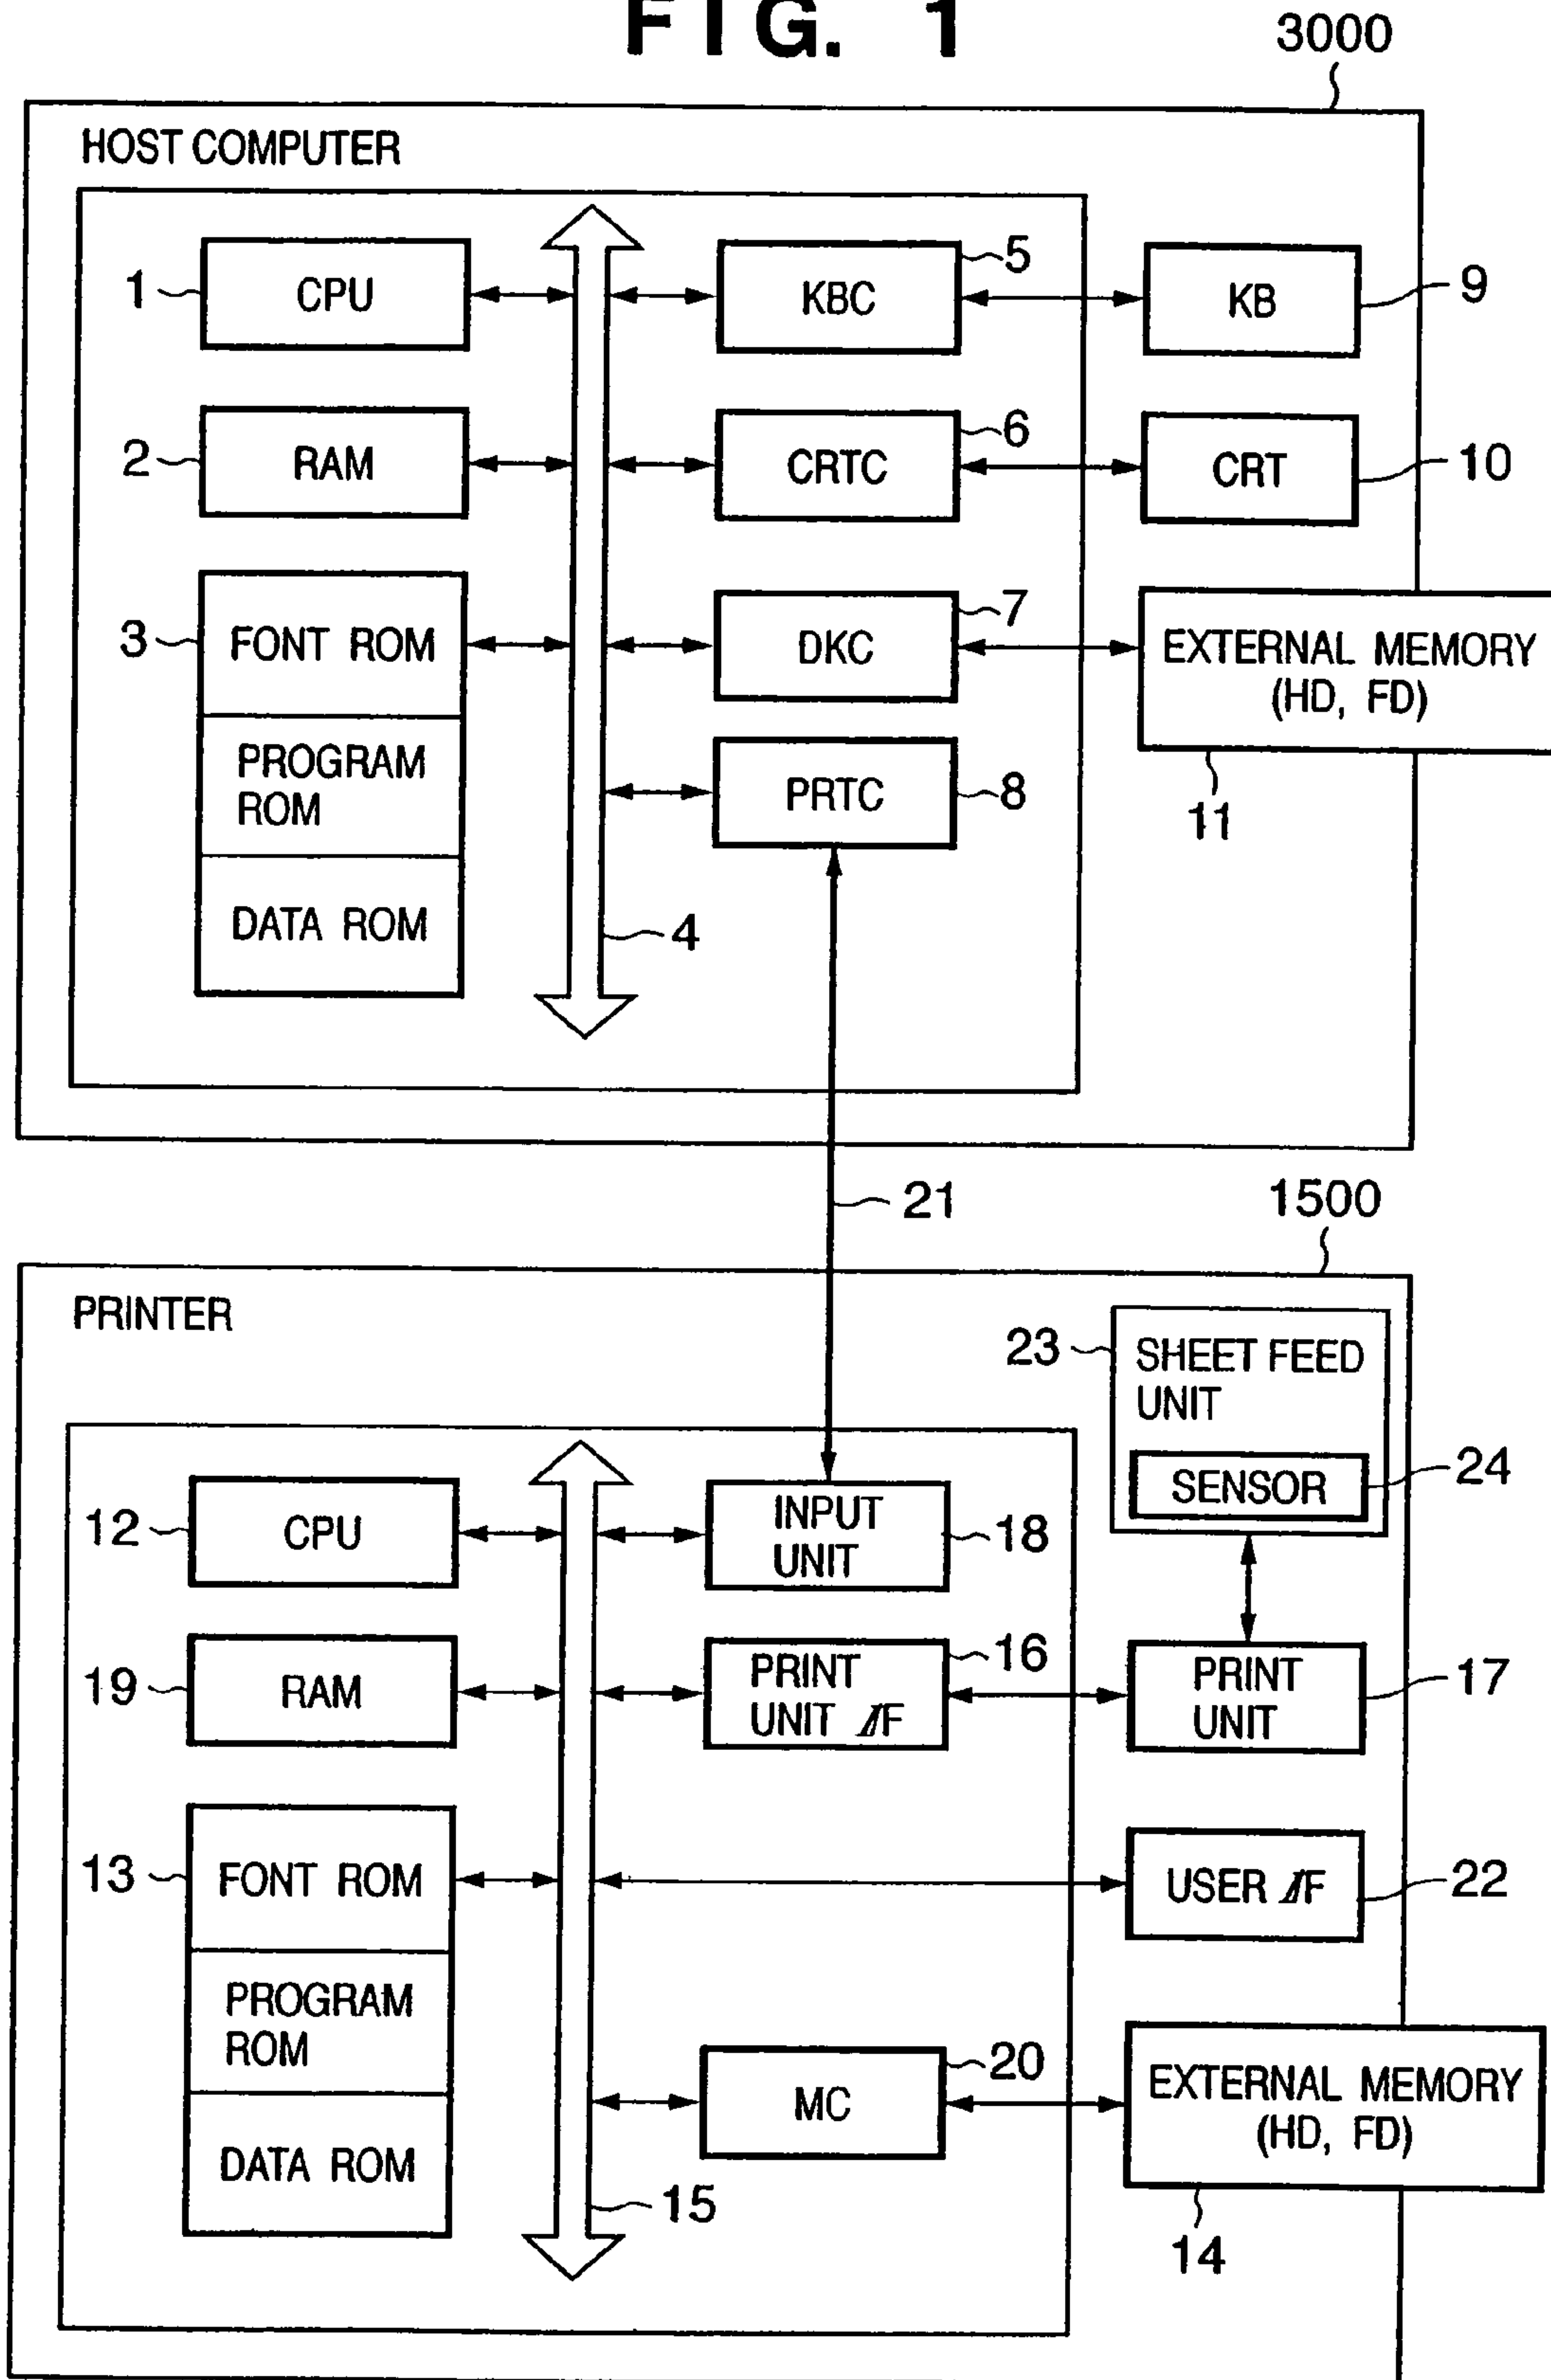 FIG. 1
3000
HOST COMPUTER
1
CPU
KBC
5
KB
9
2
RAM
CRTC
6
CRT
10
3
FONT ROM
DKC
7
EXTERNAL MEMORY
(HD, FD)
11
PROGRAM
ROM
PRTC
8
DATA ROM
4
21
1500
PRINTER
23
SHEET FEED
UNIT
SENSOR
24
12
CPU
INPUT
UNIT
18
19
RAM
PRINT
UNIT I/F
16
PRINT
UNIT
17
13
FONT ROM
USER I/F
22
PROGRAM
ROM
MC
20
EXTERNAL MEMORY
(HD, FD)
14
DATA ROM
15